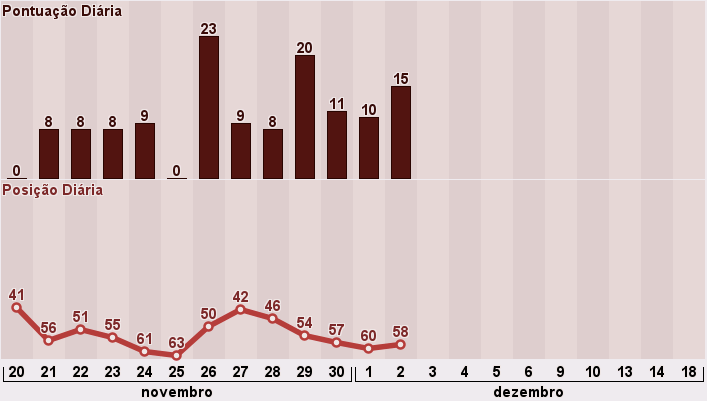 Pontuação Diária
0 8 8 8 9 0 23 9 8 20 11 10 15
Posição Diária
41 56 51 55 61 63 50 42 46 54 57 60 58
20 21 22 23 24 25 26 27 28 29 30 1 2 3 4 5 6 9 10 13 14 16 18
novembro dezembro